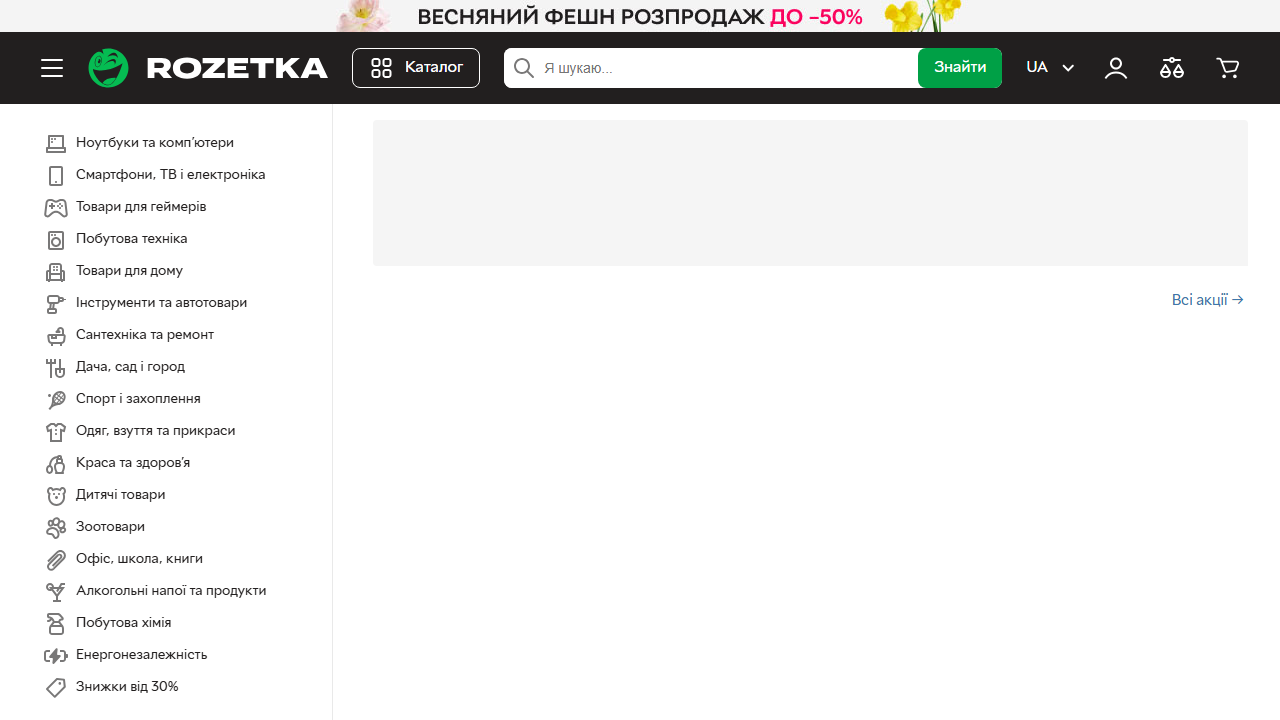 ВЕСНЯНИЙ ФЕШН РОЗПРОДАЖ ДО −50%
ROZETKA
Каталог
Я шукаю...
Знайти
UA
Ноутбуки та комп’ютери
Смартфони, ТВ і електроніка
Товари для геймерів
Побутова техніка
Товари для дому
Інструменти та автотовари
Сантехніка та ремонт
Дача, сад і город
Спорт і захоплення
Одяг, взуття та прикраси
Краса та здоров’я
Дитячі товари
Зоотовари
Офіс, школа, книги
Алкогольні напої та продукти
Побутова хімія
Енергонезалежність
Знижки від 30%
Всі акції →